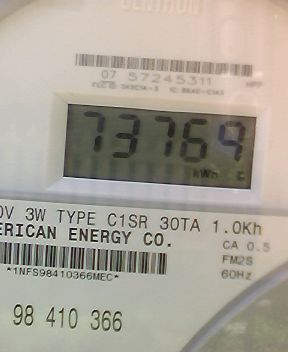 CENTRON
07 57245311
73769
kWh C
0V 3W TYPE C1SR 30TA 1.0Kh
ERICAN ENERGY CO.
CA 0.5
FM2S
*1NFS98410366MEC*
60Hz
98 410 366